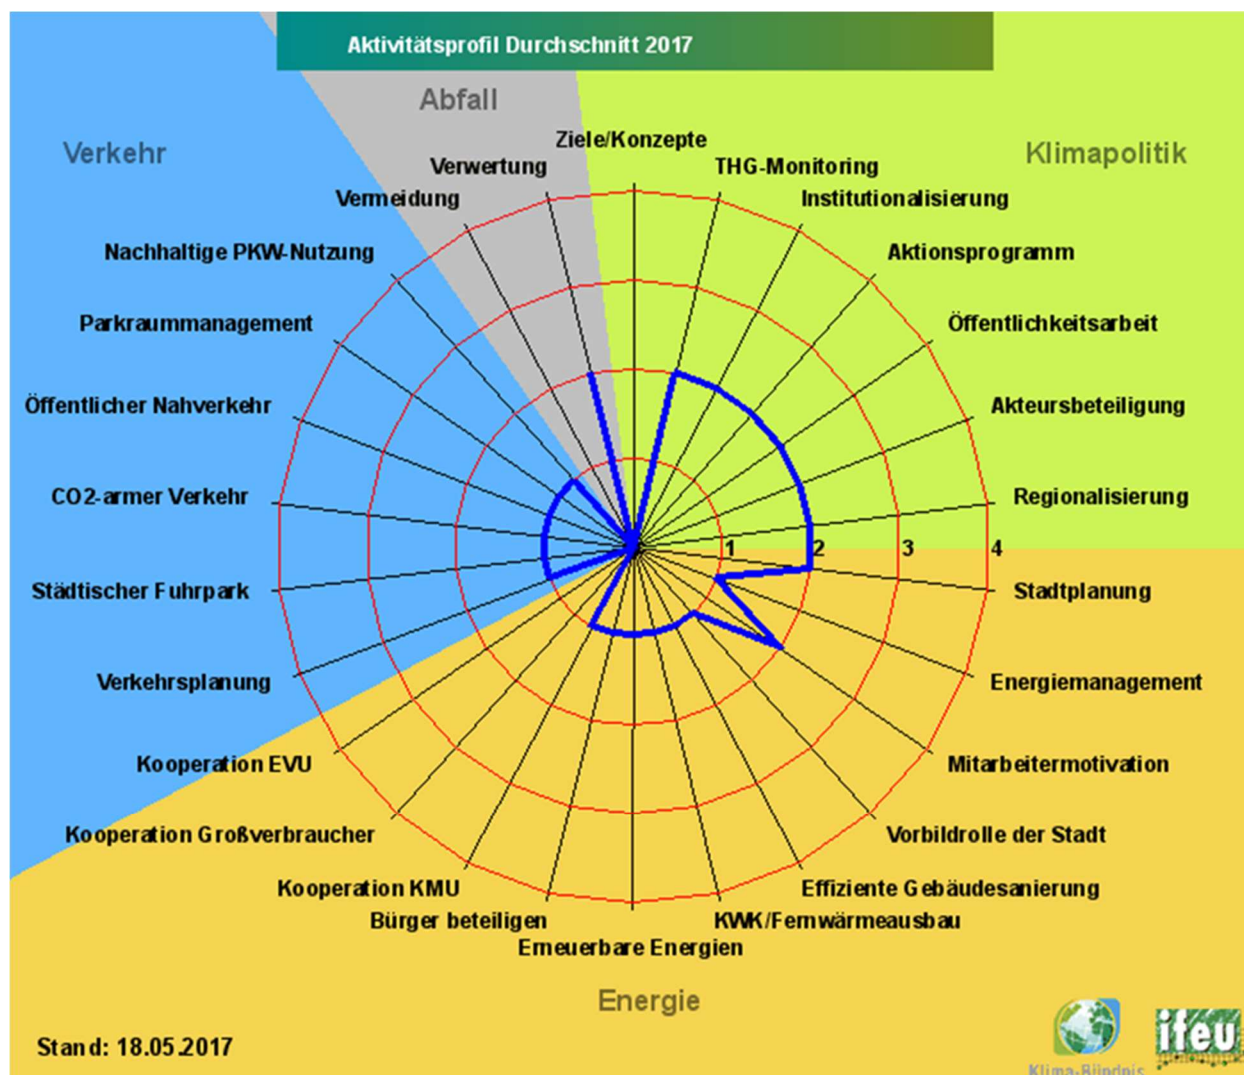 Aktivitätsprofil Durchschnitt 2017
Abfall
Verkehr
Klimapolitik
Ziele/Konzepte
Verwertung
THG-Monitoring
Vermeidung
Institutionalisierung
Nachhaltige PKW-Nutzung
Aktionsprogramm
Parkraummanagement
Öffentlichkeitsarbeit
Öffentlicher Nahverkehr
Akteursbeteiligung
CO2-armer Verkehr
Regionalisierung
1 2 3 4
Städtischer Fuhrpark
Stadtplanung
Verkehrsplanung
Energiemanagement
Kooperation EVU
Mitarbeitermotivation
Kooperation Großverbraucher
Vorbildrolle der Stadt
Kooperation KMU
Effiziente Gebäudesanierung
Bürger beteiligen
KWK/Fernwärmeausbau
Erneuerbare Energien
Energie
Stand: 18.05.2017
ifeu
Klima-Bündnis